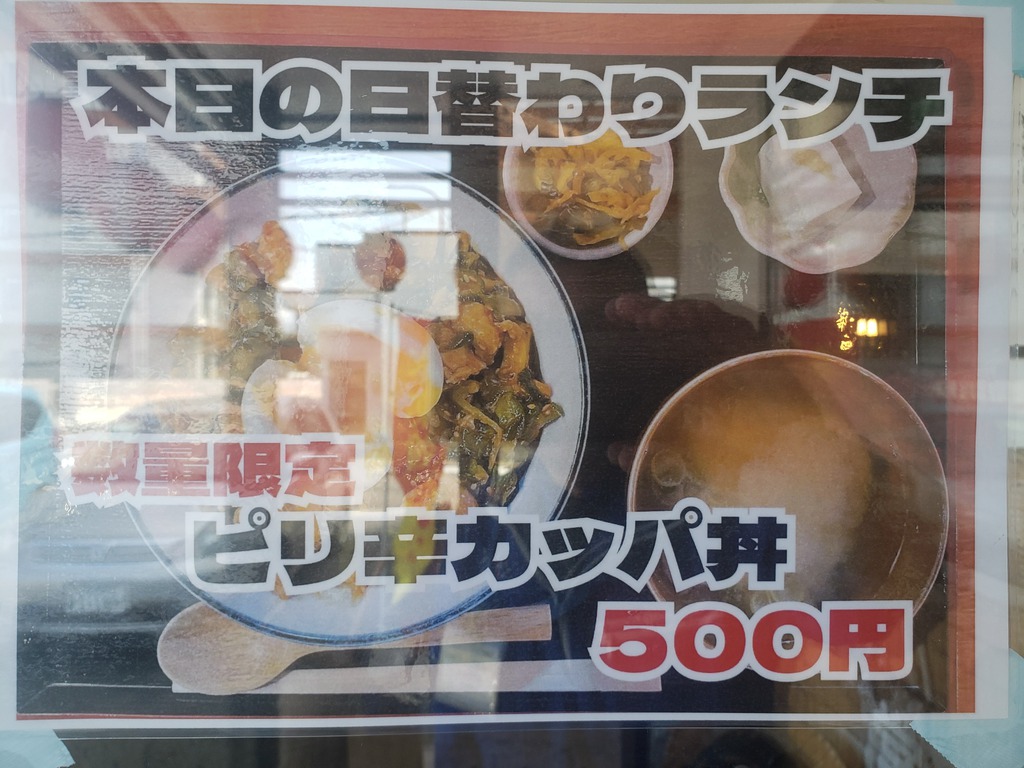 本日の日替わりランチ
数量限定
ピリ辛カッパ丼
500円